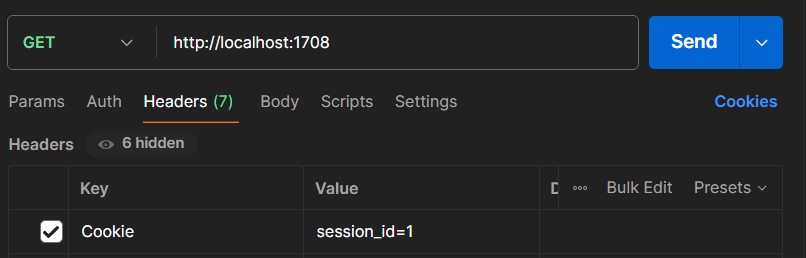 GET http://localhost:1708 Send
Params Auth Headers (7) Body Scripts Settings Cookies
Headers 6 hidden
Key Value Bulk Edit Presets
Cookie session_id=1